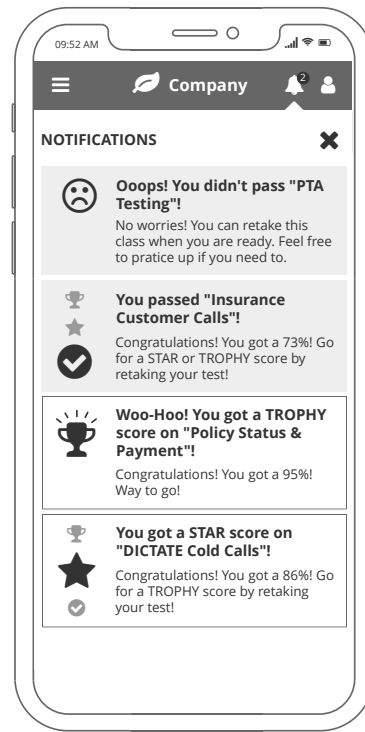 09:52 AM
Company
2
NOTIFICATIONS
Ooops! You didn't pass "PTA
Testing"!
No worries! You can retake this
class when you are ready. Feel free
to pratice up if you need to.
You passed "Insurance
Customer Calls"!
Congratulations! You got a 73%! Go
for a STAR or TROPHY score by
retaking your test!
Woo-Hoo! You got a TROPHY
score on "Policy Status &
Payment"!
Congratulations! You got a 95%!
Way to go!
You got a STAR score on
"DICTATE Cold Calls"!
Congratulations! You got a 86%! Go
for a TROPHY score by retaking
your test!